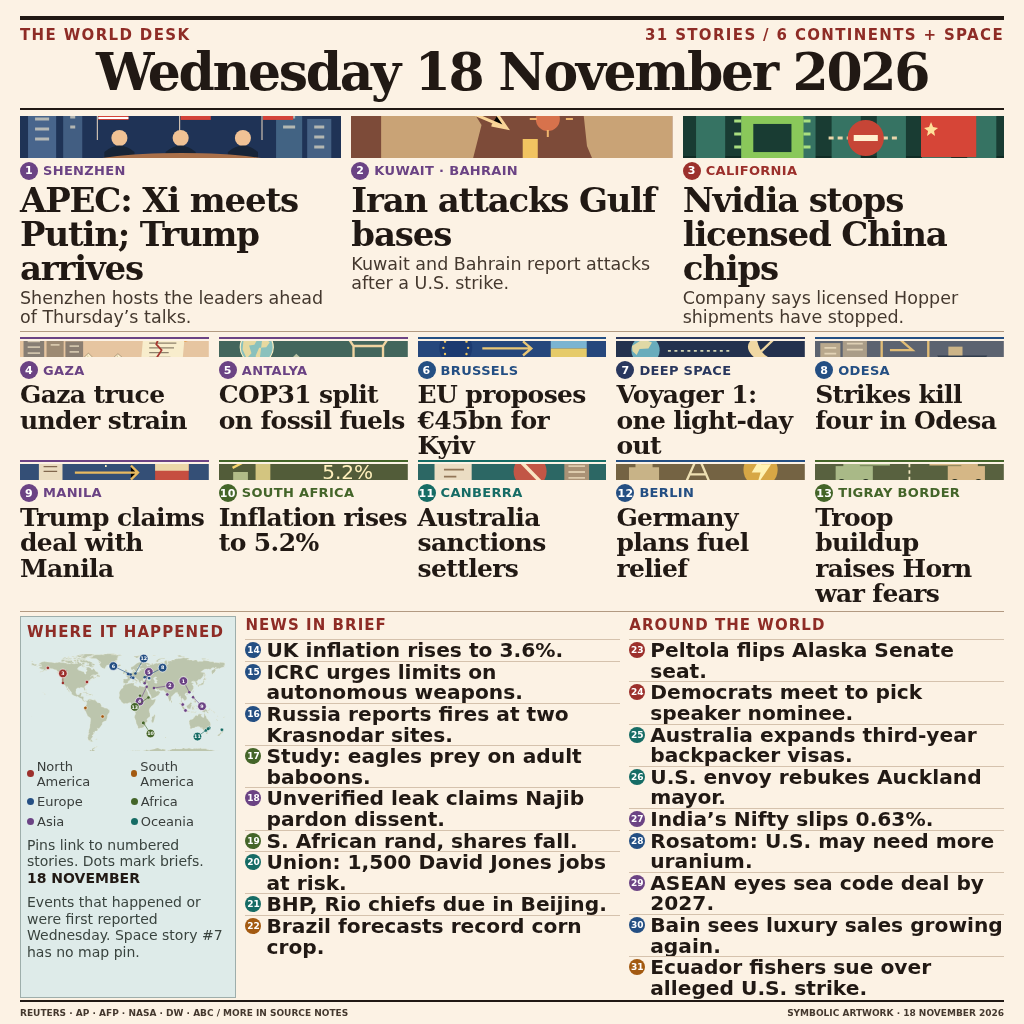 THE WORLD DESK
31 STORIES / 6 CONTINENTS + SPACE
Wednesday 18 November 2026
1 SHENZHEN
APEC: Xi meets
Putin; Trump
arrives
Shenzhen hosts the leaders ahead
of Thursday’s talks.
2 KUWAIT · BAHRAIN
Iran attacks Gulf
bases
Kuwait and Bahrain report attacks
after a U.S. strike.
3 CALIFORNIA
Nvidia stops
licensed China
chips
Company says licensed Hopper
shipments have stopped.
4 GAZA
Gaza truce
under strain
5 ANTALYA
COP31 split
on fossil fuels
6 BRUSSELS
EU proposes
€45bn for
Kyiv
7 DEEP SPACE
Voyager 1:
one light-day
out
8 ODESA
Strikes kill
four in Odesa
9 MANILA
Trump claims
deal with
Manila
5.2%
10 SOUTH AFRICA
Inflation rises
to 5.2%
11 CANBERRA
Australia
sanctions
settlers
12 BERLIN
Germany
plans fuel
relief
13 TIGRAY BORDER
Troop
buildup
raises Horn
war fears
WHERE IT HAPPENED
North
America
South
America
Europe
Africa
Asia
Oceania
Pins link to numbered
stories. Dots mark briefs.
18 NOVEMBER
Events that happened or
were first reported
Wednesday. Space story #7
has no map pin.
NEWS IN BRIEF
14 UK inflation rises to 3.6%.
15 ICRC urges limits on
autonomous weapons.
16 Russia reports fires at two
Krasnodar sites.
17 Study: eagles prey on adult
baboons.
18 Unverified leak claims Najib
pardon dissent.
19 S. African rand, shares fall.
20 Union: 1,500 David Jones jobs
at risk.
21 BHP, Rio chiefs due in Beijing.
22 Brazil forecasts record corn
crop.
AROUND THE WORLD
23 Peltola flips Alaska Senate
seat.
24 Democrats meet to pick
speaker nominee.
25 Australia expands third-year
backpacker visas.
26 U.S. envoy rebukes Auckland
mayor.
27 India’s Nifty slips 0.63%.
28 Rosatom: U.S. may need more
uranium.
29 ASEAN eyes sea code deal by
2027.
30 Bain sees luxury sales growing
again.
31 Ecuador fishers sue over
alleged U.S. strike.
REUTERS · AP · AFP · NASA · DW · ABC / MORE IN SOURCE NOTES
SYMBOLIC ARTWORK · 18 NOVEMBER 2026